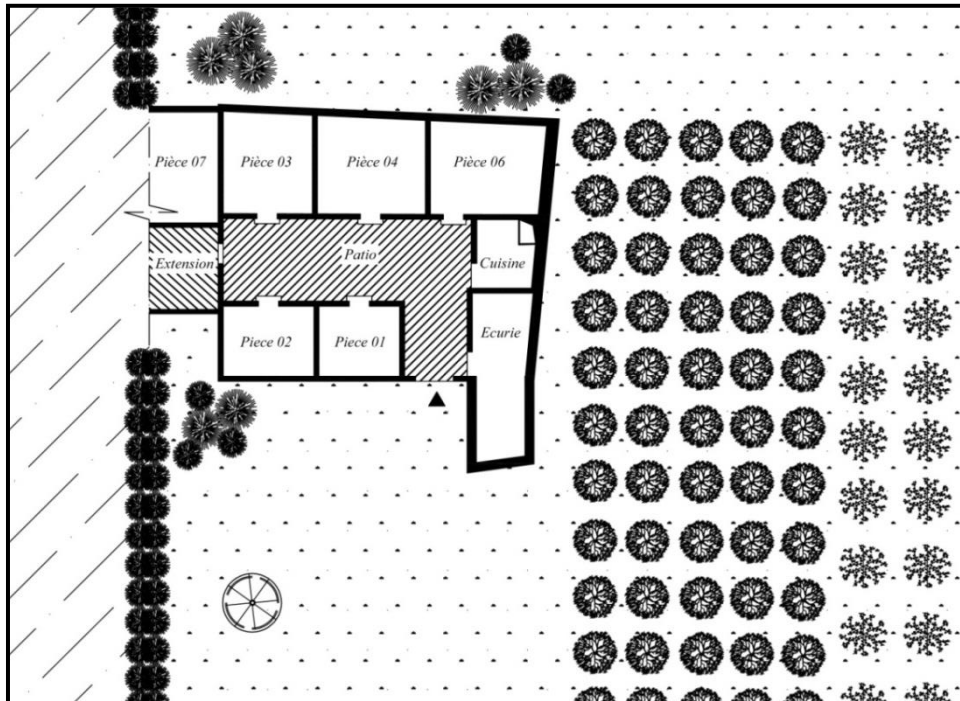 Pièce 07
Pièce 03
Pièce 04
Pièce 06
Extension
Patio
Cuisine
Piece 02
Piece 01
Ecurie